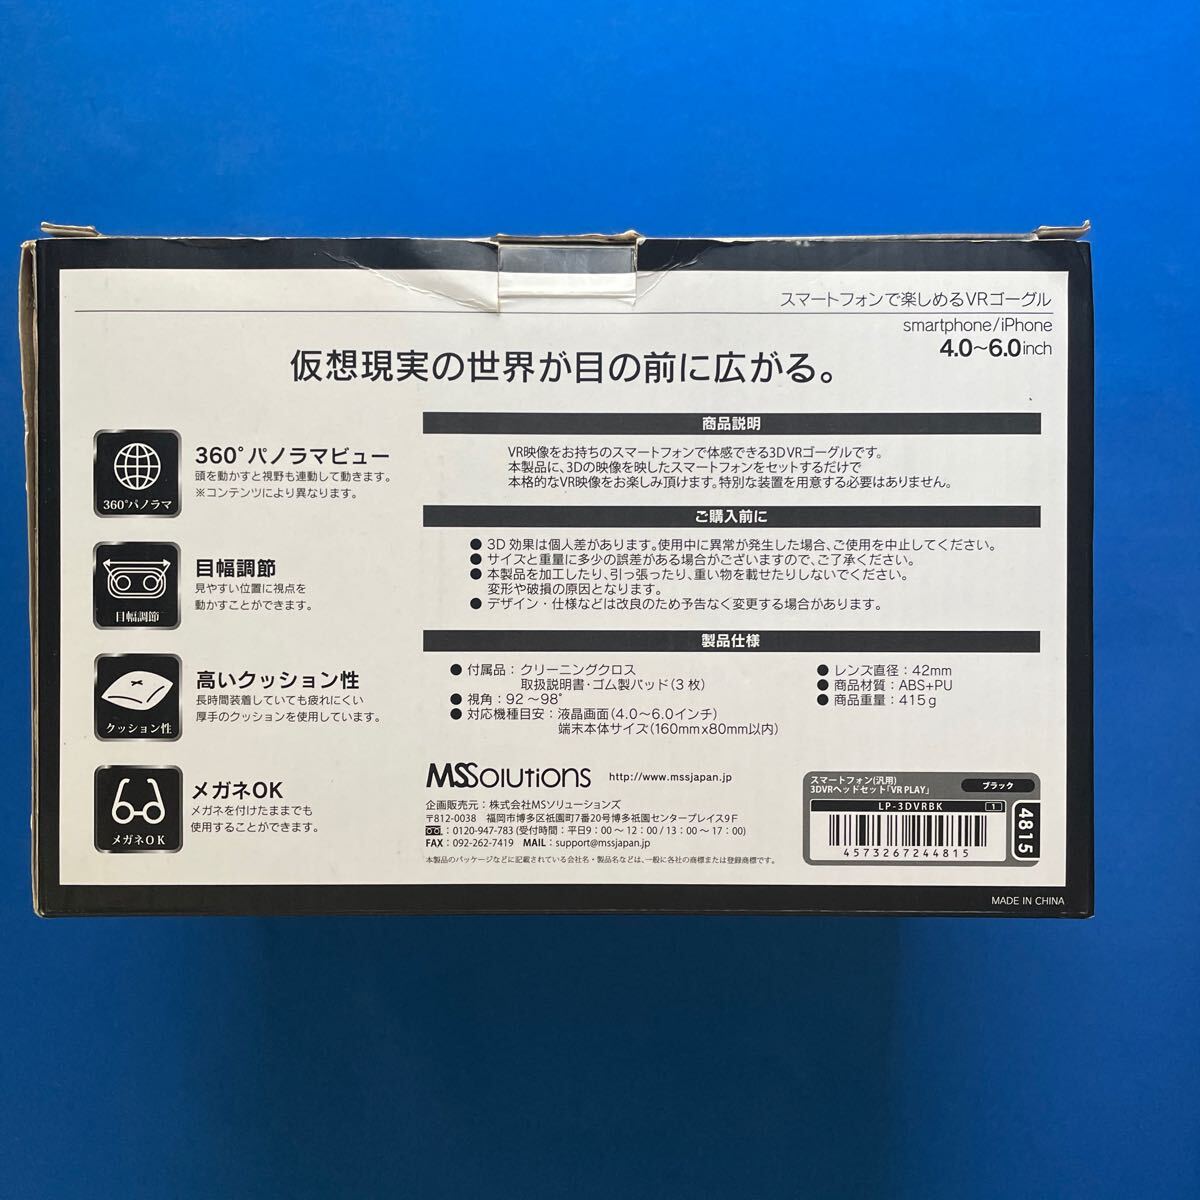 スマートフォンで楽しめるVRゴーグル
smartphone/iPhone
4.0〜6.0inch
仮想現実の世界が目の前に広がる。
360°パノラマ
360°パノラマビュー
頭を動かすと視野も連動して動きます。
※コンテンツにより異なります。
目幅調節
目幅調節
見やすい位置に視点を
動かすことができます。
クッション性
高いクッション性
長時間装着していても疲れにくい
厚手のクッションを使用しています。
メガネOK
メガネOK
メガネを付けたままでも
使用することができます。
商品説明
VR映像をお持ちのスマートフォンで体感できる3DVRゴーグルです。
本製品に、3Dの映像を映したスマートフォンをセットするだけで
本格的なVR映像をお楽しみ頂けます。特別な装置を用意する必要はありません。
ご購入前に
● 3D 効果は個人差があります。使用中に異常が発生した場合、ご使用を中止してください。
● サイズと重量に多少の誤差がある場合がございますので、ご了承ください。
● 本製品を加工したり、引っ張ったり、重い物を載せたりしないでください。
変形や破損の原因となります。
● デザイン・仕様などは改良のため予告なく変更する場合があります。
製品仕様
● 付属品：クリーニングクロス
取扱説明書・ゴム製パッド(3 枚)
● 視角：92 〜98°
● 対応機種目安：液晶画面(4.0〜6.0インチ)
端末本体サイズ(160mmx80mm以内)
● レンズ直径：42mm
● 商品材質：ABS+PU
● 商品重量：415g
MSSolutions http://www.mssjapan.jp
企画販売元：株式会社MSソリューションズ
〒812-0038 福岡市博多区祇園町7番20号博多祇園センタープレイス9F
：0120-947-783 (受付時間：平日9：00 〜 12：00 / 13：00 〜 17：00)
FAX：092-262-7419 MAIL：support@mssjapan.jp
本製品のパッケージなどに記載されている会社名・製品名などは、一般に各社の商標または登録商標です。
スマートフォン(汎用)
3DVRヘッドセット「VR PLAY」
ブラック
LP-3DVRBK 1
4573267244815
4815
MADE IN CHINA